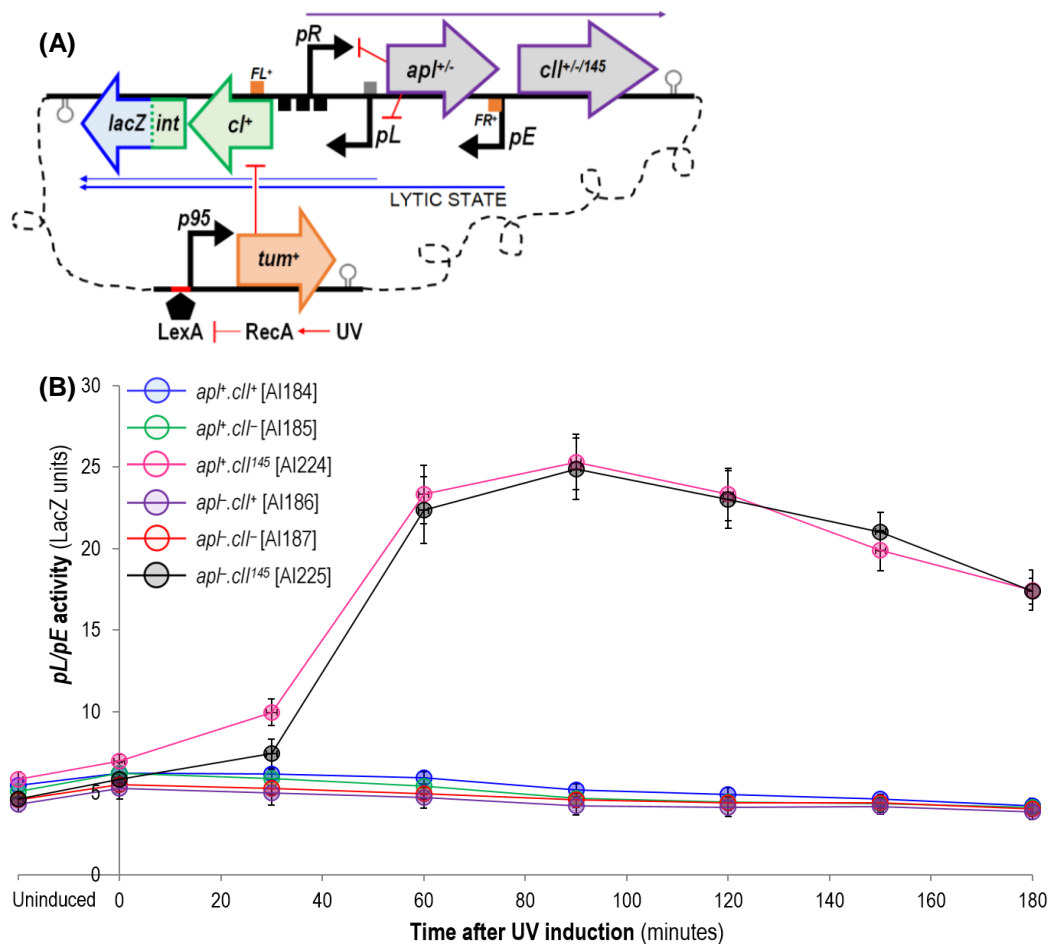 (A)
pR
apl+/-
cII+/-/145
FL+
lacZ int cI+
pL
FR+
pE
LYTIC STATE
p95
tum+
LexA RecA UV
(B)
30
25
20
15
10
5
0
pL/pE activity (LacZ units)
apl+.cII+ [AI184]
apl+.cII– [AI185]
apl+.cII145 [AI224]
apl-.cII+ [AI186]
apl-.cII– [AI187]
apl-.cII145 [AI225]
Uninduced 0 20 40 60 80 100 120 140 160 180
Time after UV induction (minutes)